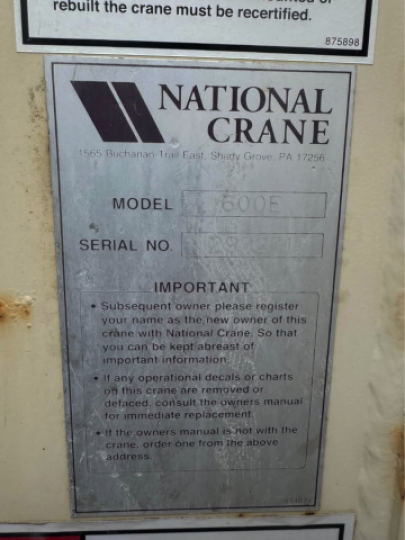 rebuilt the crane must be recertified.
875898
NATIONAL
CRANE
1565 Buchanan Trail East, Shady Grove, PA 17256
MODEL 600E
SERIAL NO.
IMPORTANT
• Subsequent owner please register
your name as the new owner of this
crane with National Crane. So that
you can be kept abreast of
important information.
• If any operational decals or charts
on this crane are removed or
defaced, consult the owners manual
for immediate replacement.
• If the owners manual is not with the
crane, order one from the above
address.